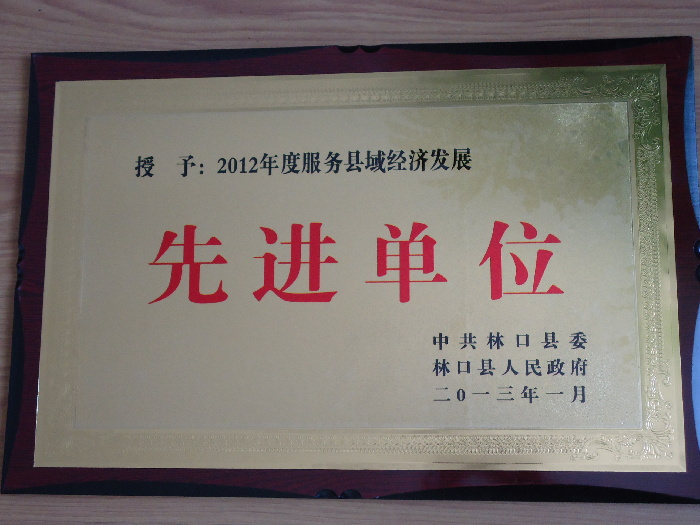 授　予：2012年度服务县域经济发展
先进单位
中共林口县委
林口县人民政府
二0一三年一月